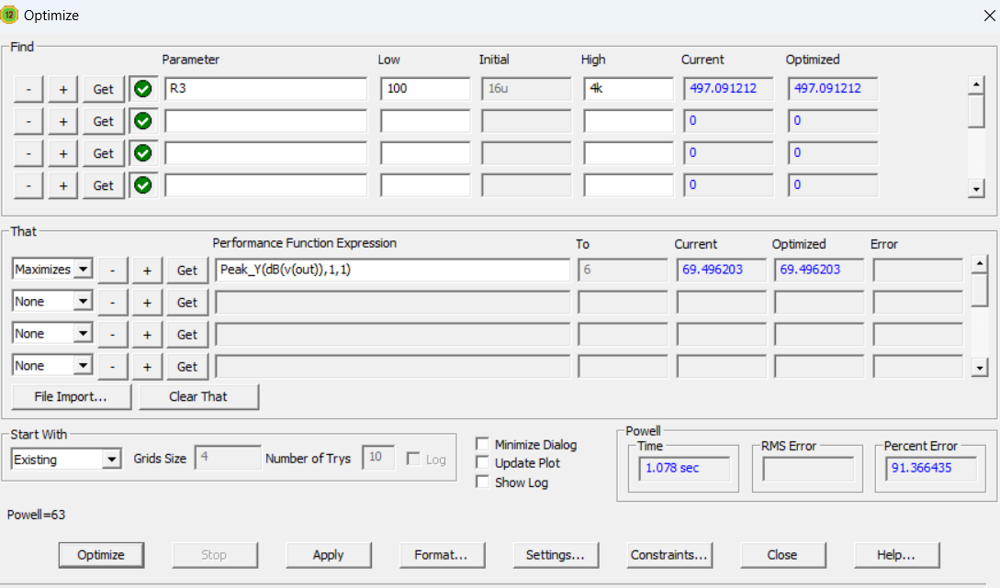 12 Optimize
Find
Parameter Low Initial High Current Optimized
- + Get R3 100 16u 4k 497.091212 497.091212
- + Get 0 0
- + Get 0 0
- + Get 0 0
That
Performance Function Expression To Current Optimized Error
Maximizes - + Get Peak_Y(dB(v(out)),1,1) 6 69.496203 69.496203
None - + Get
None - + Get
None - + Get
File Import... Clear That
Start With
Existing Grids Size 4 Number of Trys 10 Log
Minimize Dialog
Update Plot
Show Log
Powell
Time RMS Error Percent Error
1.078 sec 91.366435
Powell=63
Optimize Stop Apply Format... Settings... Constraints... Close Help...